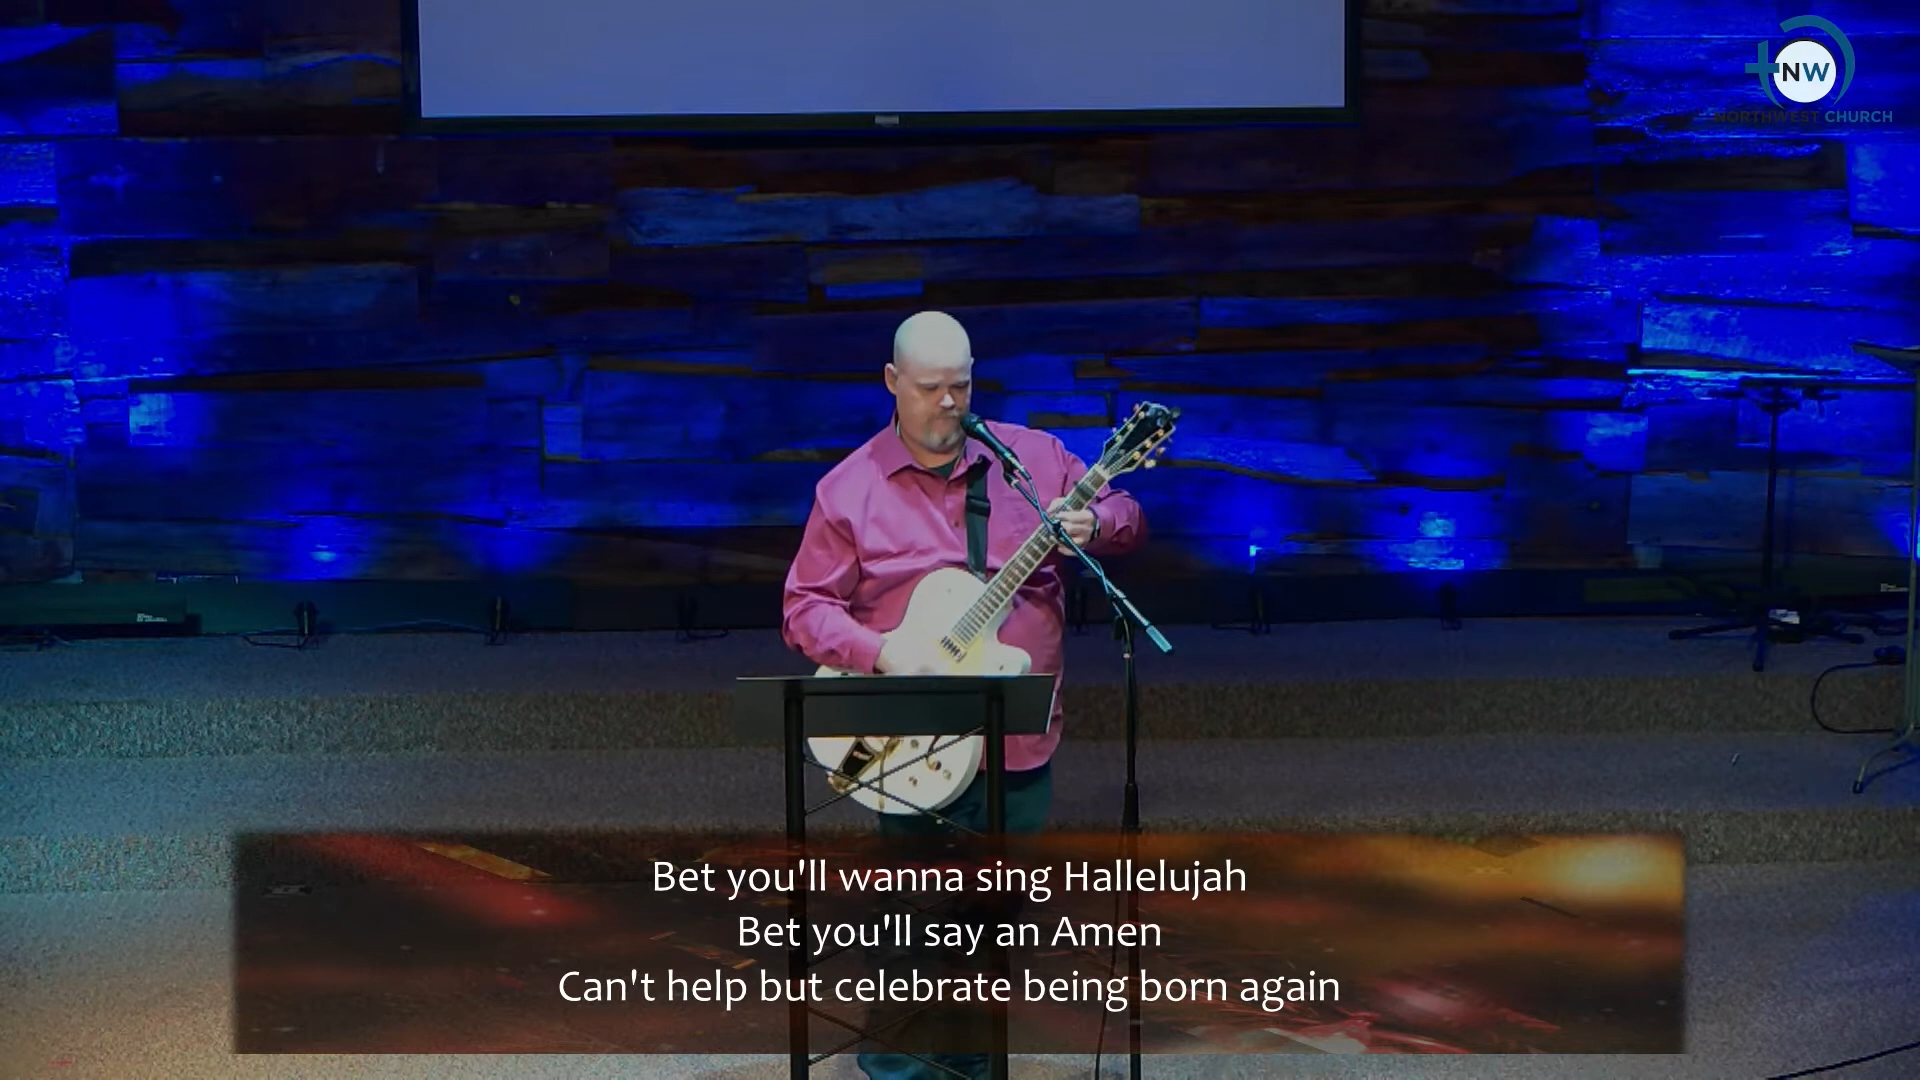 NW
NORTHWEST CHURCH
Bet you'll wanna sing Hallelujah
Bet you'll say an Amen
Can't help but celebrate being born again